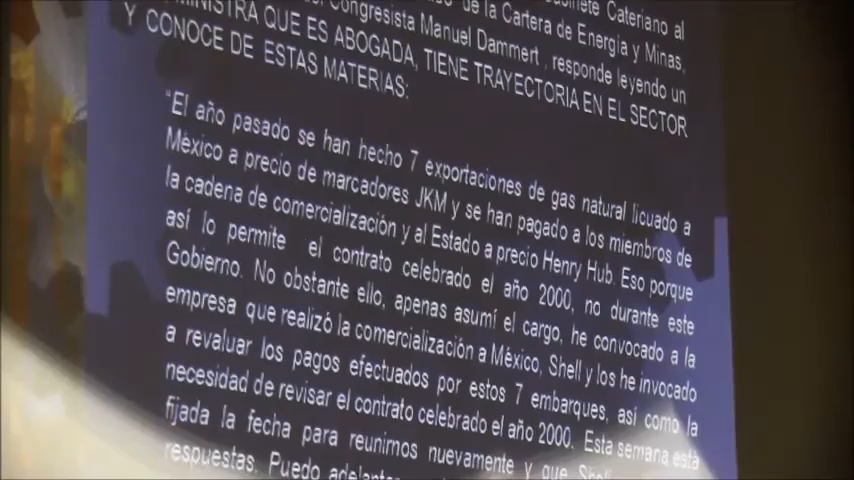 Cateriano al
Congresista Manuel Dammert , responde leyendo un
de la Cartera de Energía y Minas,
MINISTRA QUE ES ABOGADA, TIENE TRAYECTORIA EN EL SECTOR
Y CONOCE DE ESTAS MATERIAS:
“El año pasado se han hecho 7 exportaciones de gas natural licuado a
México a precio de marcadores JKM y se han pagado a los miembros de
la cadena de comercialización y al Estado a precio Henry Hub. Eso porque
así lo permite el contrato celebrado el año 2000, no durante este
Gobierno. No obstante ello, apenas asumí el cargo, he convocado a la
empresa que realizó la comercialización a México, Shell y los he invocado
a revaluar los pagos efectuados por estos 7 embarques, así como la
necesidad de revisar el contrato celebrado el año 2000. Esta semana está
fijada la fecha para reunirnos nuevamente y que Shell
respuestas. Puedo